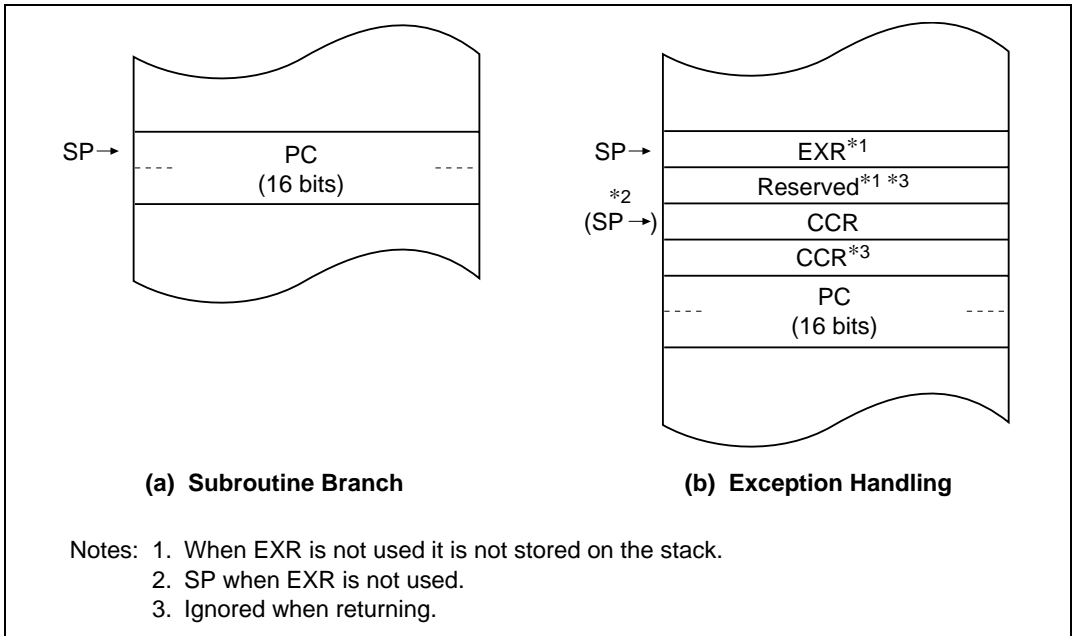 SP→
PC
(16 bits)
(a) Subroutine Branch
SP→
*2
(SP→)
EXR*1
Reserved*1 *3
CCR
CCR*3
PC
(16 bits)
(b) Exception Handling
Notes: 1. When EXR is not used it is not stored on the stack.
2. SP when EXR is not used.
3. Ignored when returning.